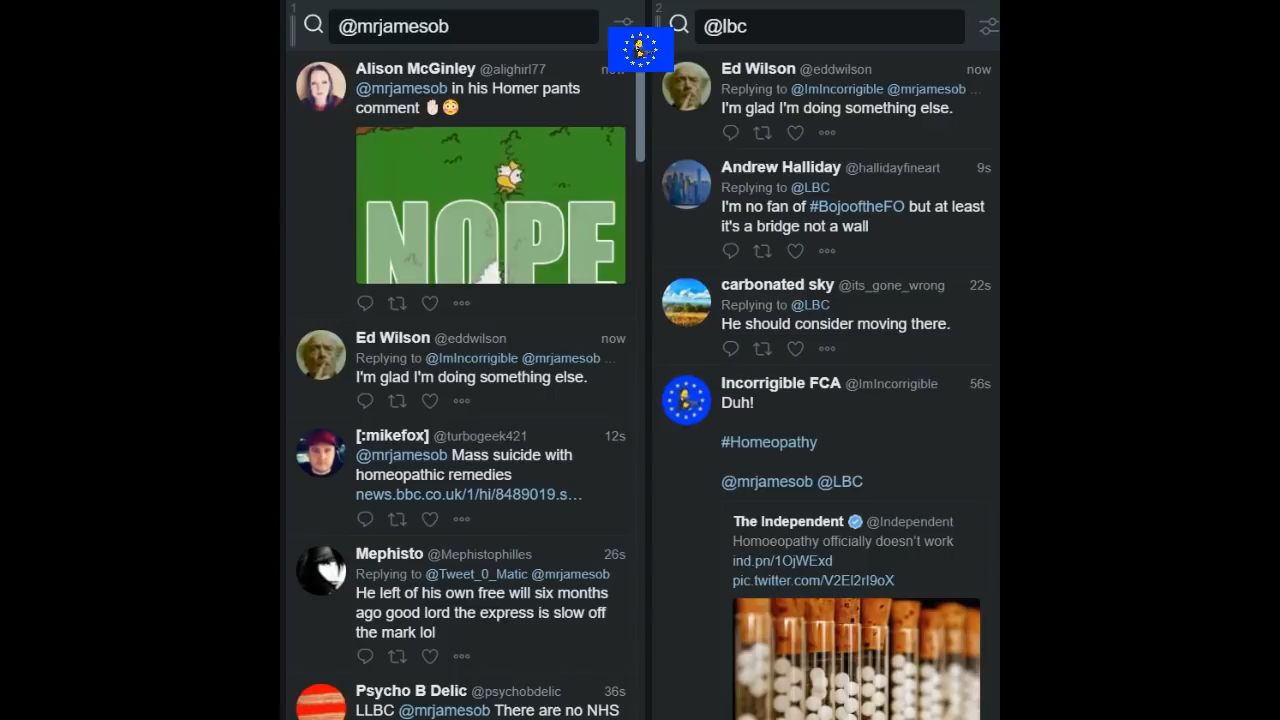 1
@mrjamesob
Alison McGinley @alighirl77
@mrjamesob in his Homer pants
comment ✋🏻😳
NOPE
Ed Wilson @eddwilson now
Replying to @ImIncorrigible @mrjamesob ...
I'm glad I'm doing something else.
[:mikefox] @turbogeek421 12s
@mrjamesob Mass suicide with
homeopathic remedies
news.bbc.co.uk/1/hi/8489019.s…
Mephisto @Mephistophilles 26s
Replying to @Tweet_0_Matic @mrjamesob
He left of his own free will six months
ago good lord the express is slow off
the mark lol
Psycho B Delic @psychobdelic 36s
LLBC @mrjamesob There are no NHS
2
@lbc
Ed Wilson @eddwilson now
Replying to @ImIncorrigible @mrjamesob ...
I'm glad I'm doing something else.
Andrew Halliday @hallidayfineart 9s
Replying to @LBC
I'm no fan of #BojooftheFO but at least
it's a bridge not a wall
carbonated sky @its_gone_wrong 22s
Replying to @LBC
He should consider moving there.
Incorrigible FCA @ImIncorrigible 56s
Duh!
#Homeopathy
@mrjamesob @LBC
The Independent @Independent
Homoeopathy officially doesn't work
ind.pn/1OjWExd
pic.twitter.com/V2El2rI9oX